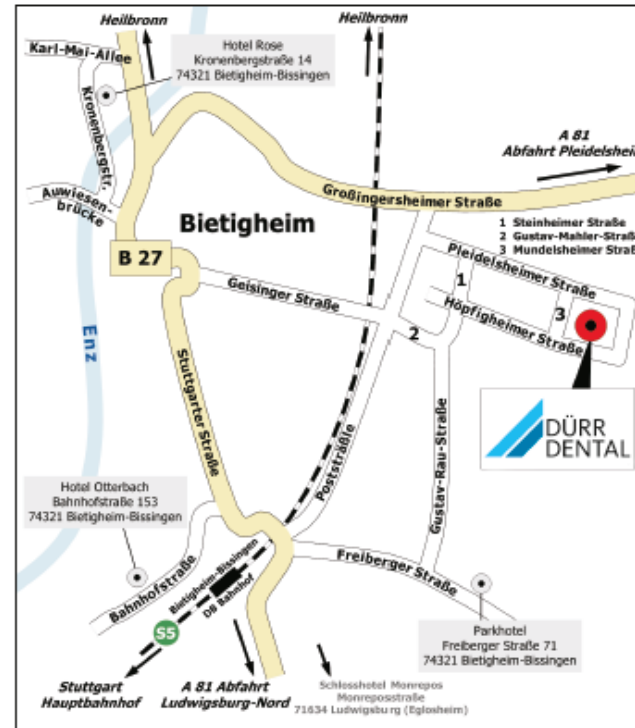 Heilbronn
Heilbronn
Karl-Mai-Allee
Hotel Rose
Kronenbergstraße 14
74321 Bietigheim-Bissingen
Kronenbergstr.
A 81
Abfahrt Pleidelsheim
Auwiesen-
brücke
Großingersheimer Straße
Bietigheim
1 Steinheimer Straße
2 Gustav-Mahler-Straße
3 Mundelsheimer Straße
B 27
Pleidelsheimer Straße
Geisinger Straße
1
Höpfigheimer Straße
3
2
Enz
Stuttgarter Straße
DÜRR
DENTAL
Poststräßle
Gustav-Rau-Straße
Hotel Otterbach
Bahnhofstraße 153
74321 Bietigheim-Bissingen
Bahnhofstraße
Bietigheim-Bissingen
DB Bahnhof
Freiberger Straße
S5
Parkhotel
Freiberger Straße 71
74321 Bietigheim-Bissingen
Stuttgart
Hauptbahnhof
A 81 Abfahrt
Ludwigsburg-Nord
Schlosshotel Monrepos
Monreposstraße
71634 Ludwigsburg (Eglosheim)